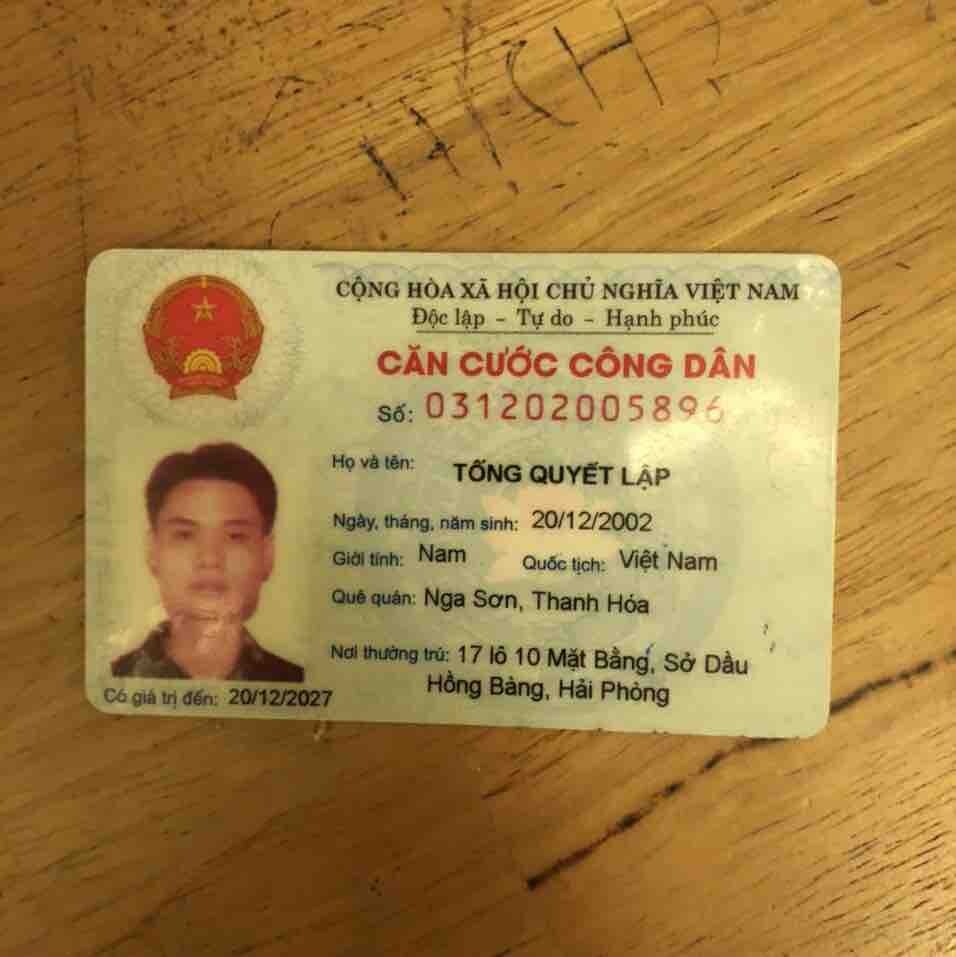 H/CH
CỘNG HÒA XÃ HỘI CHỦ NGHĨA VIỆT NAM
Độc lập - Tự do - Hạnh phúc
CĂN CƯỚC CÔNG DÂN
Số: 031202005896
Họ và tên: TỐNG QUYẾT LẬP
Ngày, tháng, năm sinh: 20/12/2002
Giới tính: Nam Quốc tịch: Việt Nam
Quê quán: Nga Sơn, Thanh Hóa
Nơi thường trú: 17 lô 10 Mặt Bằng, Sở Dầu
Hồng Bàng, Hải Phòng
Có giá trị đến: 20/12/2027